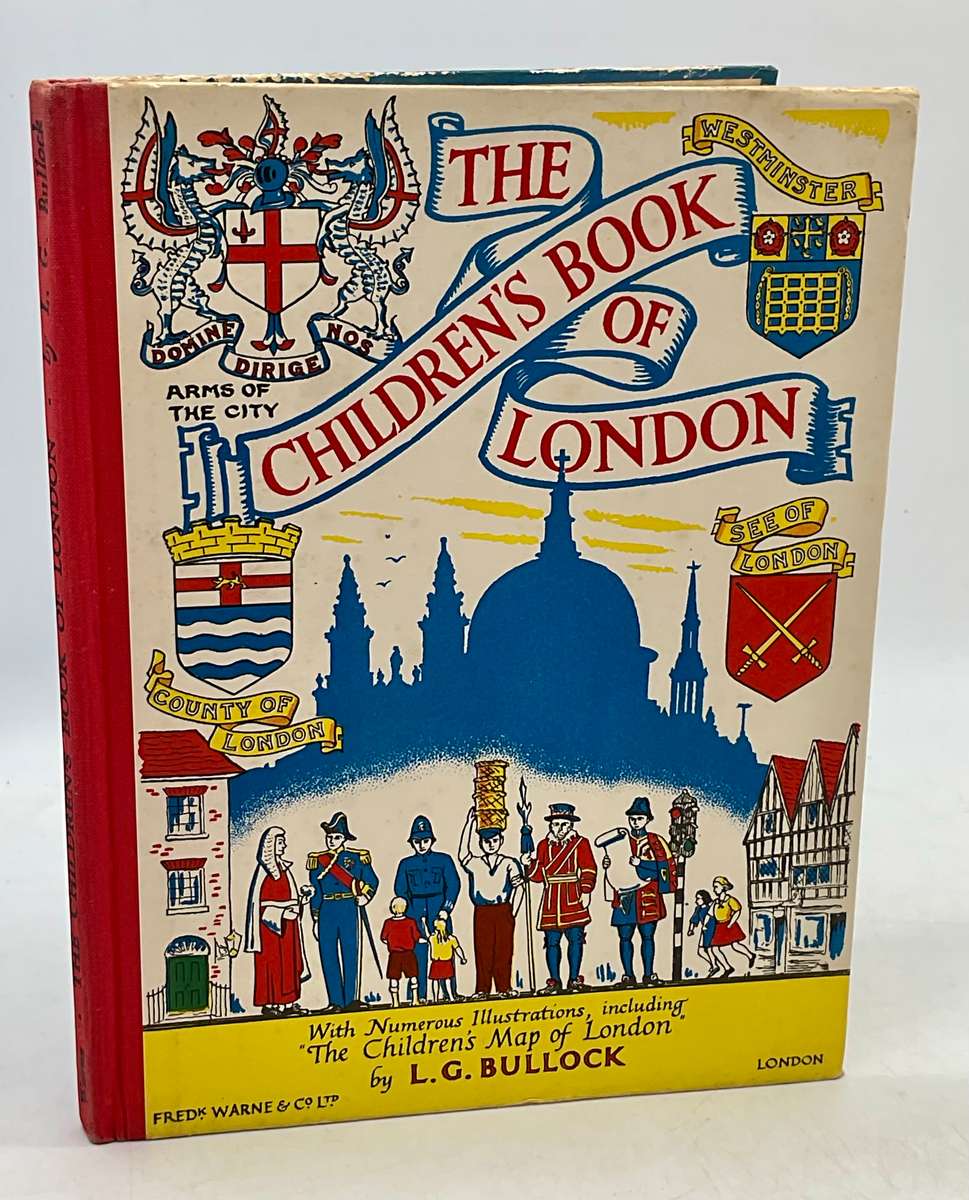 THE
CHILDREN'S BOOK
OF
LONDON
WESTMINSTER
DOMINE
DIRIGE
NOS
ARMS OF
THE CITY
SEE OF
LONDON
COUNTY OF
LONDON
With Numerous Illustrations, including
"The Children's Map of London"
by L.G. BULLOCK
FREDK. WARNE & CO LTD
LONDON
THE CHILDREN'S BOOK OF LONDON - by L. G. Bullock